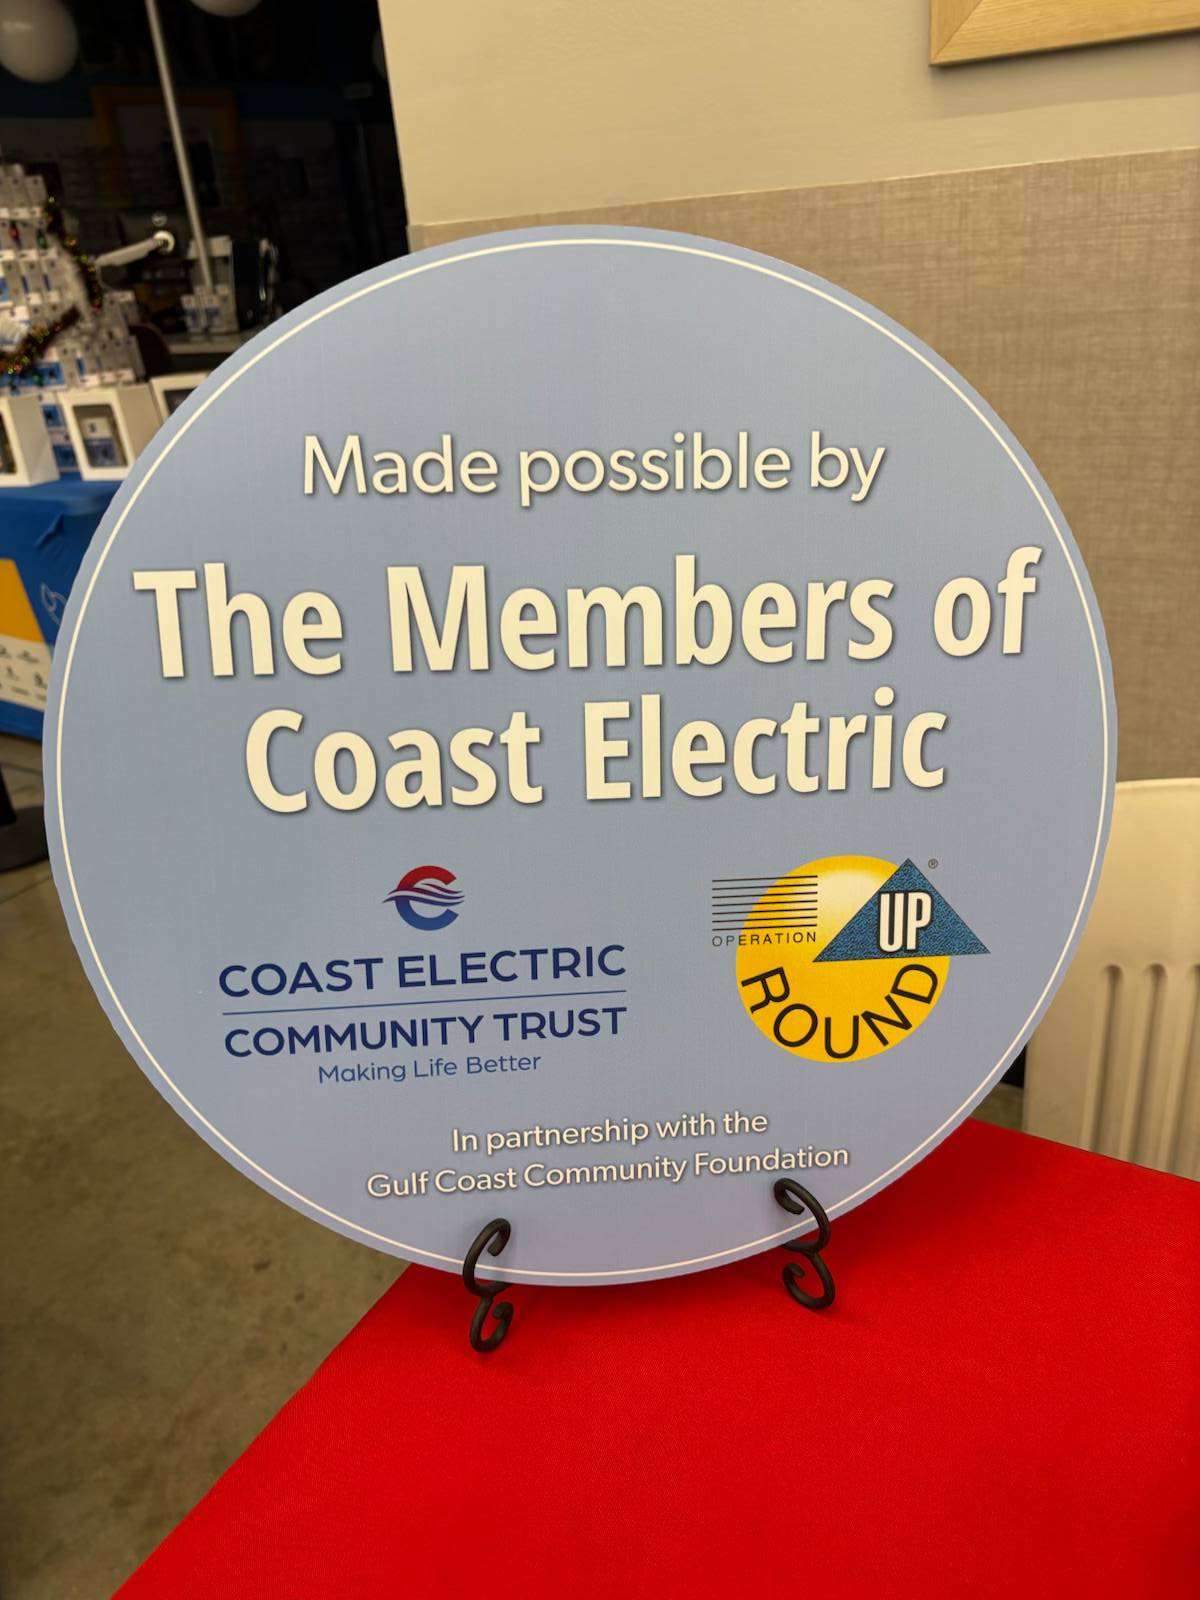 Made possible by
The Members of
Coast Electric
COAST ELECTRIC
COMMUNITY TRUST
Making Life Better
OPERATION
ROUND
UP®
In partnership with the
Gulf Coast Community Foundation